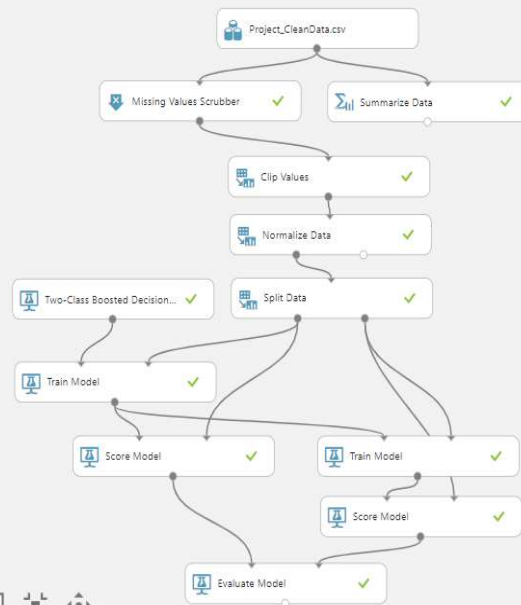 Project_CleanData.csv
Missing Values Scrubber
Summarize Data
Clip Values
Normalize Data
Two-Class Boosted Decision...
Split Data
Train Model
Score Model
Train Model
Score Model
Evaluate Model